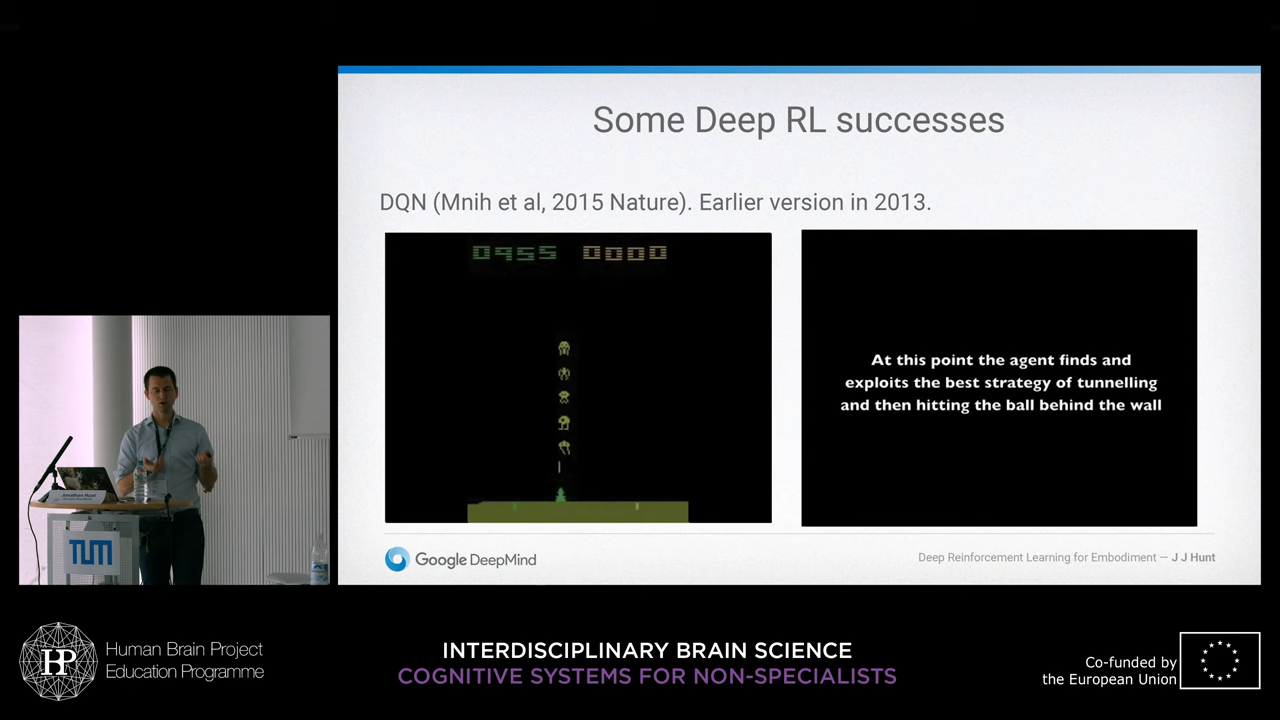 Some Deep RL successes
DQN (Mnih et al, 2015 Nature). Earlier version in 2013.
0955 0000
At this point the agent finds and
exploits the best strategy of tunnelling
and then hitting the ball behind the wall
Google DeepMind
Deep Reinforcement Learning for Embodiment — J J Hunt
Jonathan Hunt
TUM
HBP
Human Brain Project
Education Programme
INTERDISCIPLINARY BRAIN SCIENCE
COGNITIVE SYSTEMS FOR NON-SPECIALISTS
Co-funded by
the European Union